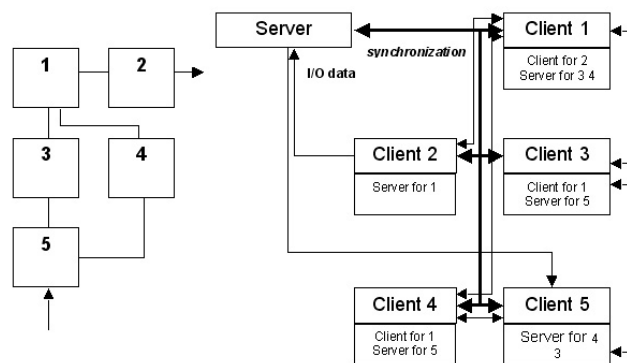 1
2
3
4
5
Server
synchronization
I/O data
Client 1
Client for 2
Server for 3 4
Client 2
Server for 1
Client 3
Client for 1
Server for 5
Client 4
Client for 1
Server for 5
Client 5
Server for 4
3